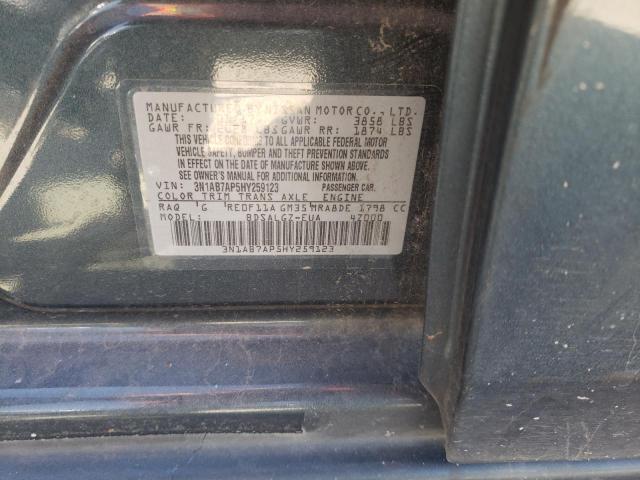 MANUFACTURED BY NISSAN MOTOR CO., LTD.
DATE: GVWR: 3858 LBS
GAWR FR: LBS GAWR RR: 1874 LBS
THIS VEHICLE CONFORMS TO ALL APPLICABLE FEDERAL MOTOR
VEHICLE SAFETY, BUMPER AND THEFT PREVENTION STANDARDS
IN EFFECT ON THE DATE OF MANUFACTURE SHOWN ABOVE.
SEE OWNER'S MANUAL FOR ADDITIONAL INFORMATION.
VIN: 3N1AB7AP5HY259123 PASSENGER CAR.
COLOR TRIM TRANS AXLE ENGINE
RAQ G RE0F11A GM35 MRA8DE 1798 CC
MODEL: BDSALGZ-EUA 4Z000
3N1AB7AP5HY259123